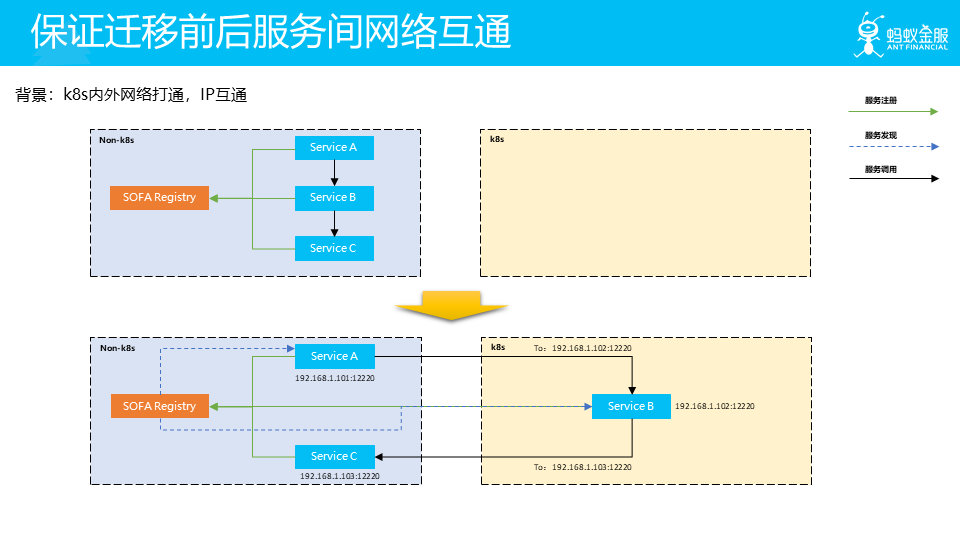 保证迁移前后服务间网络互通
蚂蚁金服
ANT FINANCIAL
背景：k8s内外网络打通，IP互通
服务注册
服务发现
服务调用
Non-k8s
Service A
SOFA Registry
Service B
Service C
k8s
Non-k8s
Service A
192.168.1.101:12220
SOFA Registry
Service C
192.168.1.103:12220
k8s
To：192.168.1.102:12220
Service B
192.168.1.102:12220
To：192.168.1.103:12220